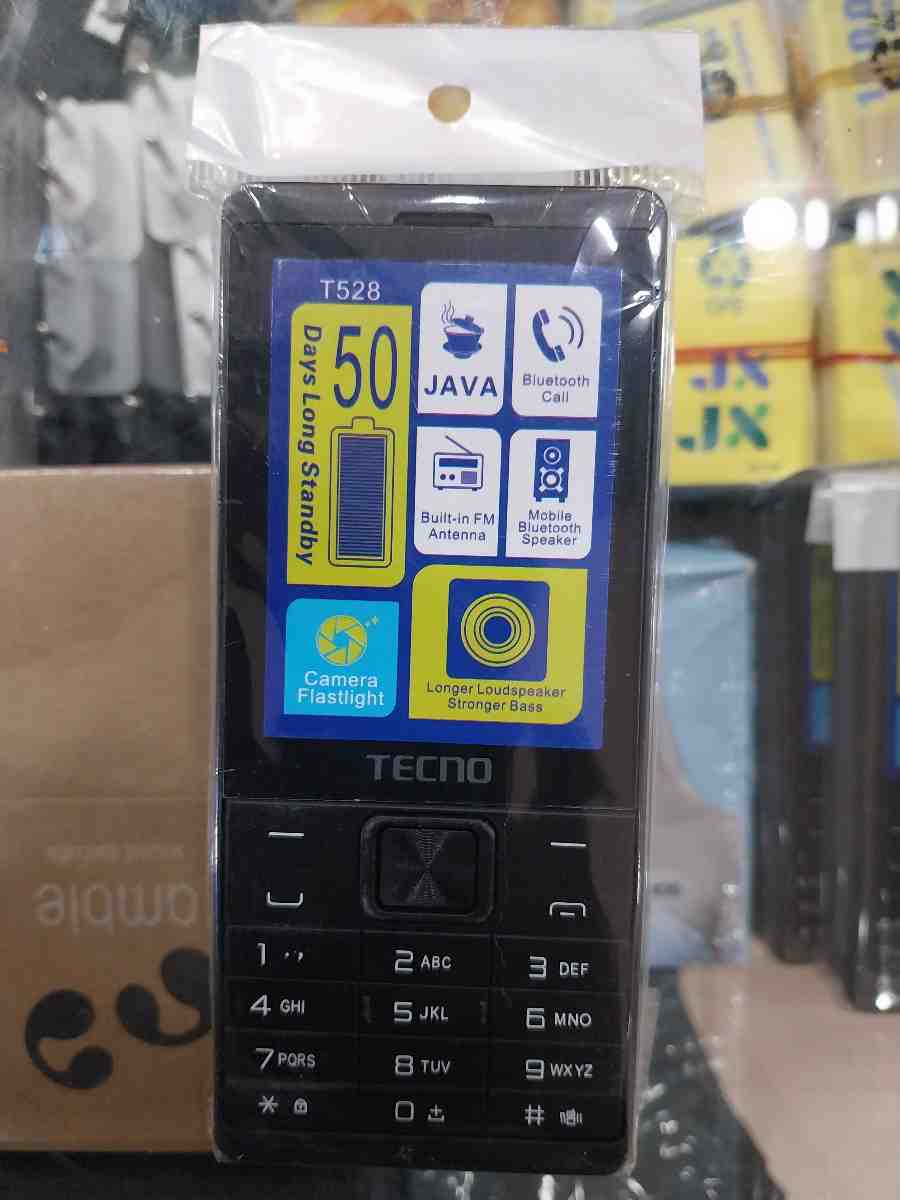 T528
50
Days Long Standby
JAVA
Bluetooth
Call
Built-in FM
Antenna
Mobile
Bluetooth
Speaker
Camera
Flastlight
Longer Loudspeaker
Stronger Bass
TECNO
1
2 ABC
3 DEF
4 GHI
5 JKL
6 MNO
7 PQRS
8 TUV
9 WXYZ
* 
0
#
JX
JX
ambie